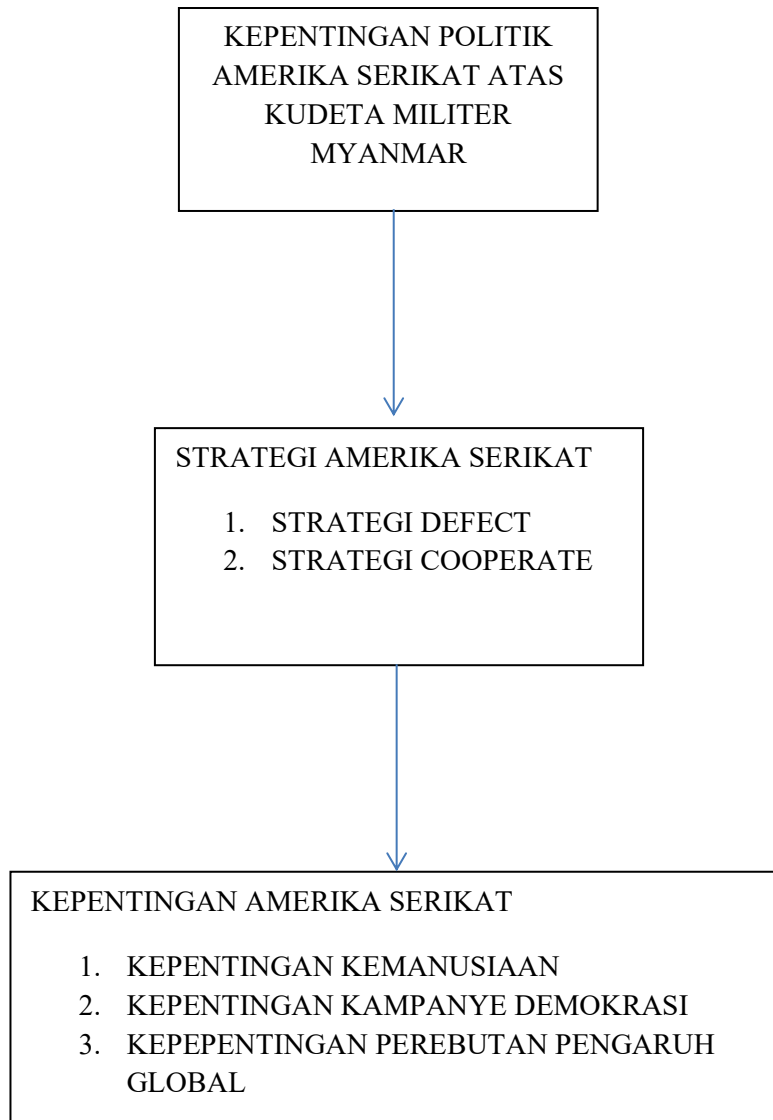 KEPENTINGAN POLITIK
AMERIKA SERIKAT ATAS
KUDETA MILITER
MYANMAR
STRATEGI AMERIKA SERIKAT
1. STRATEGI DEFECT
2. STRATEGI COOPERATE
KEPENTINGAN AMERIKA SERIKAT
1. KEPENTINGAN KEMANUSIAAN
2. KEPENTINGAN KAMPANYE DEMOKRASI
3. KEPEPENTINGAN PEREBUTAN PENGARUH
GLOBAL